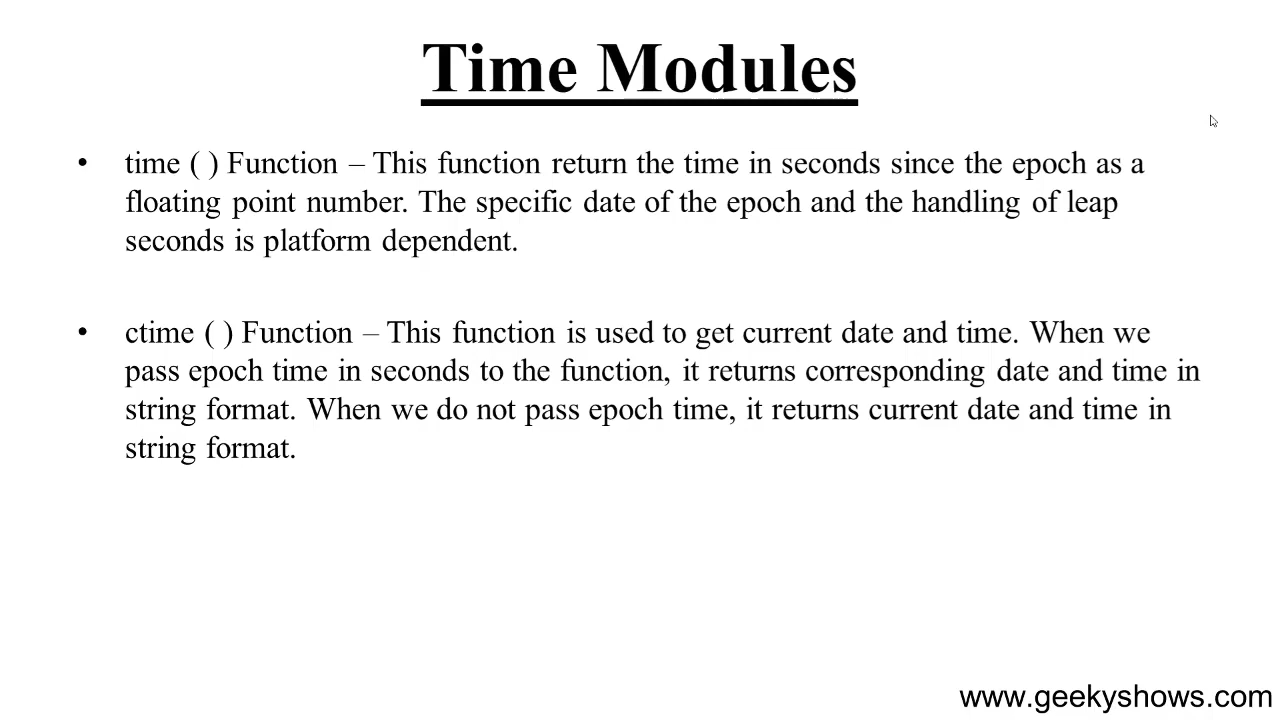 Time Modules
• time ( ) Function – This function return the time in seconds since the epoch as a
floating point number. The specific date of the epoch and the handling of leap
seconds is platform dependent.
• ctime ( ) Function – This function is used to get current date and time. When we
pass epoch time in seconds to the function, it returns corresponding date and time in
string format. When we do not pass epoch time, it returns current date and time in
string format.
www.geekyshows.com